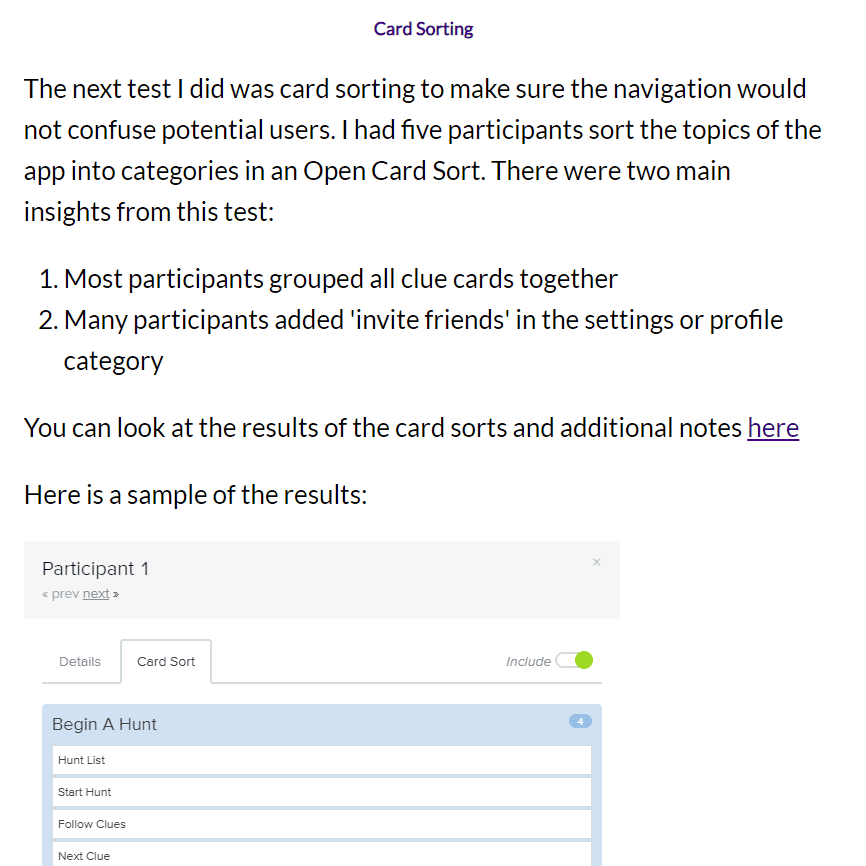 Card Sorting
The next test I did was card sorting to make sure the navigation would
not confuse potential users. I had five participants sort the topics of the
app into categories in an Open Card Sort. There were two main
insights from this test:
1. Most participants grouped all clue cards together
2. Many participants added 'invite friends' in the settings or profile
category
You can look at the results of the card sorts and additional notes here
Here is a sample of the results:
Participant 1 ×
« prev next »
Details Card Sort Include
Begin A Hunt 4
Hunt List
Start Hunt
Follow Clues
Next Clue